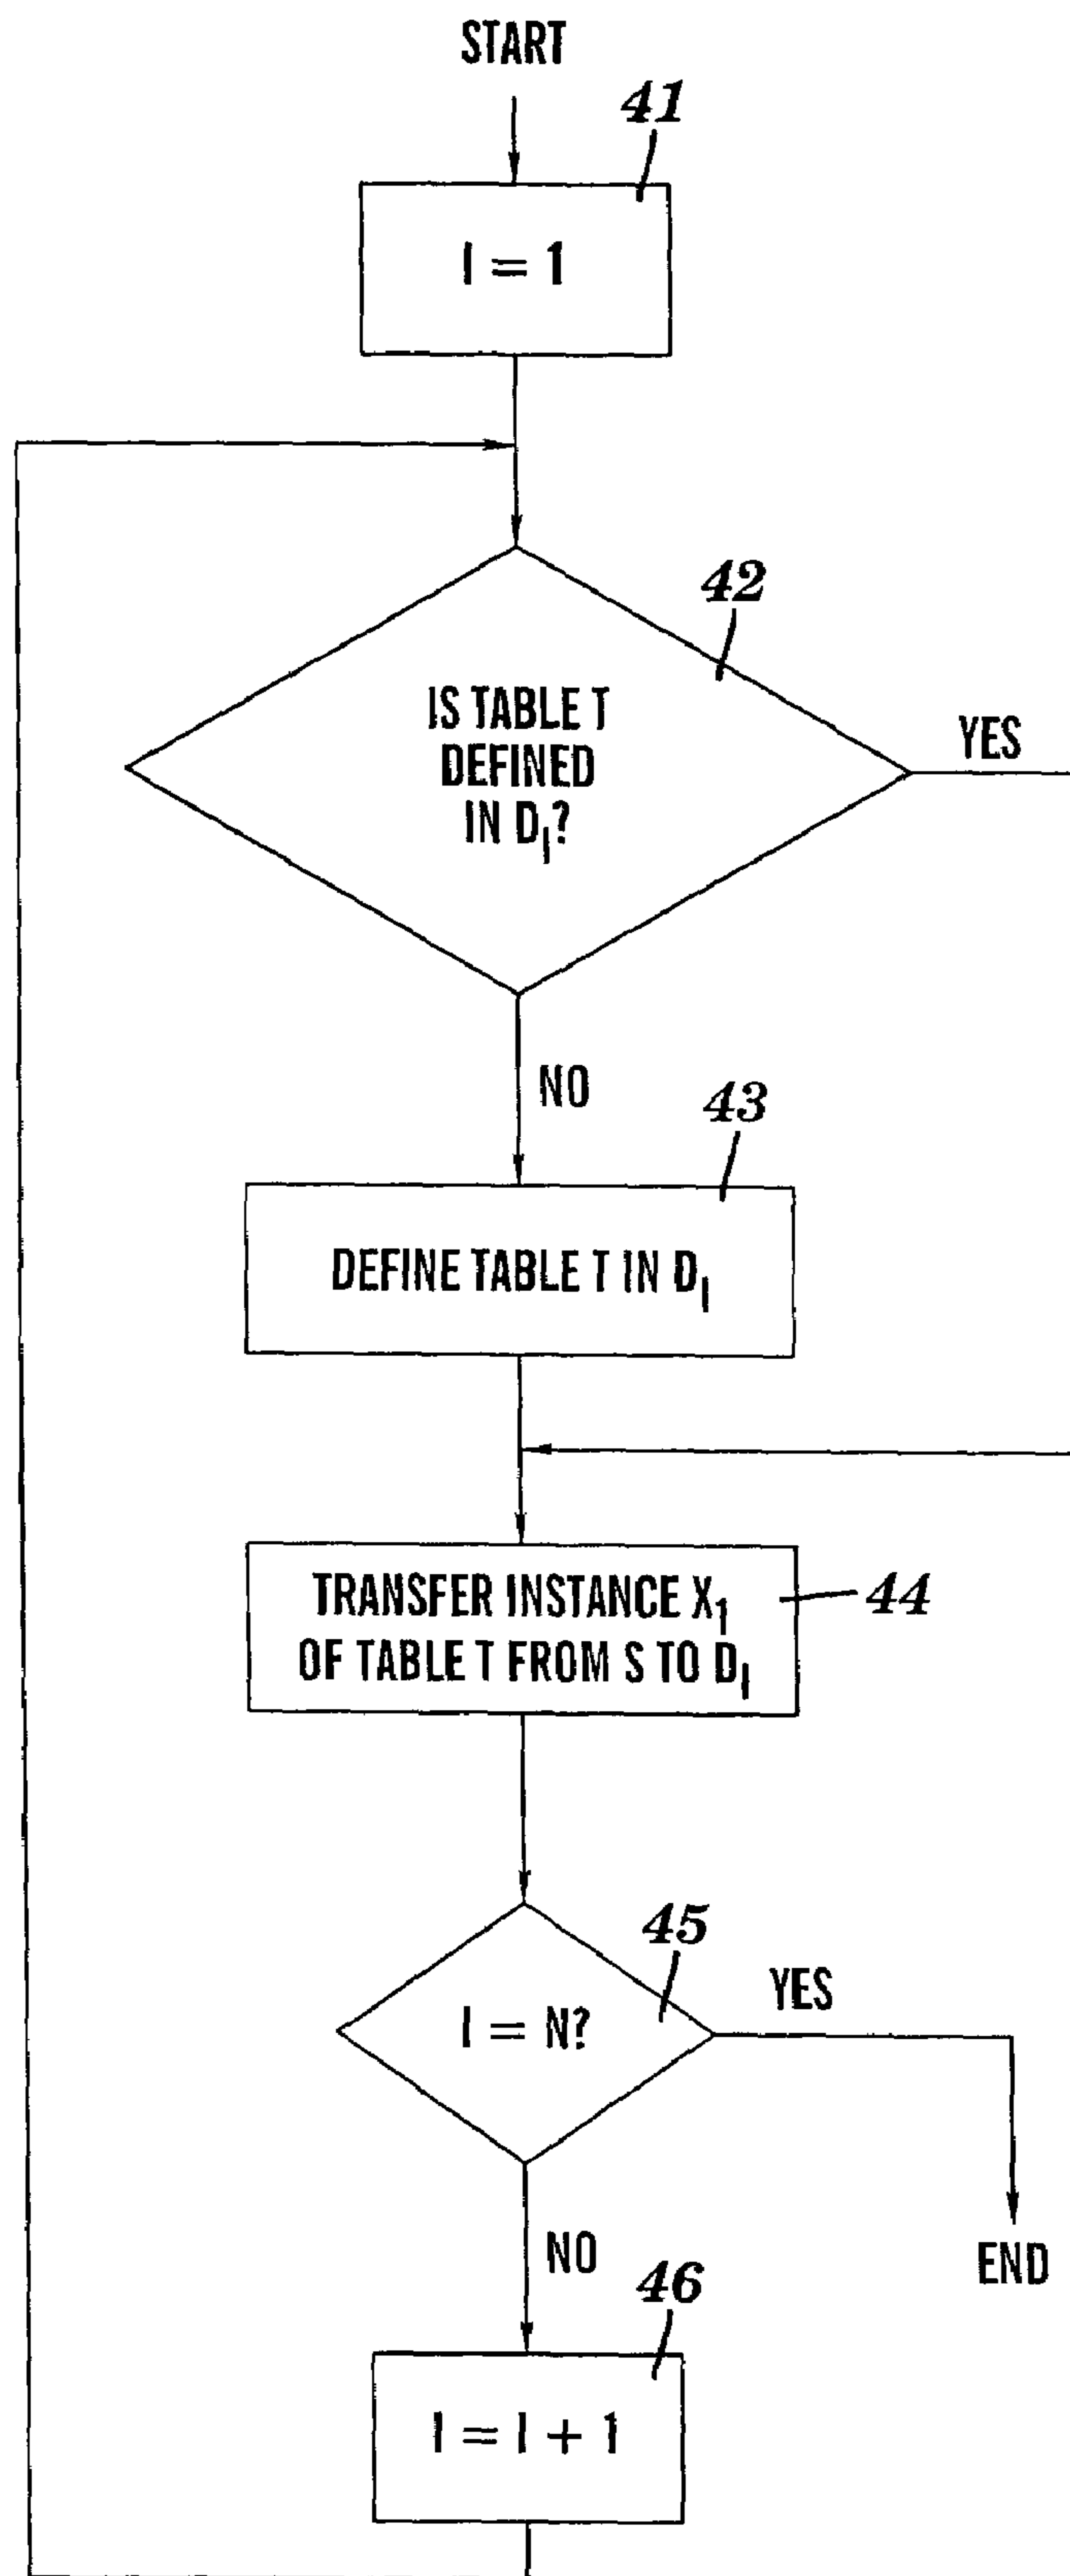 START
41
I = 1
42
IS TABLE T
DEFINED
IN D_I?
YES
NO
43
DEFINE TABLE T IN D_I
TRANSFER INSTANCE X_1
OF TABLE T FROM S TO D_I
44
45
I = N?
YES
NO
END
46
I = I + 1